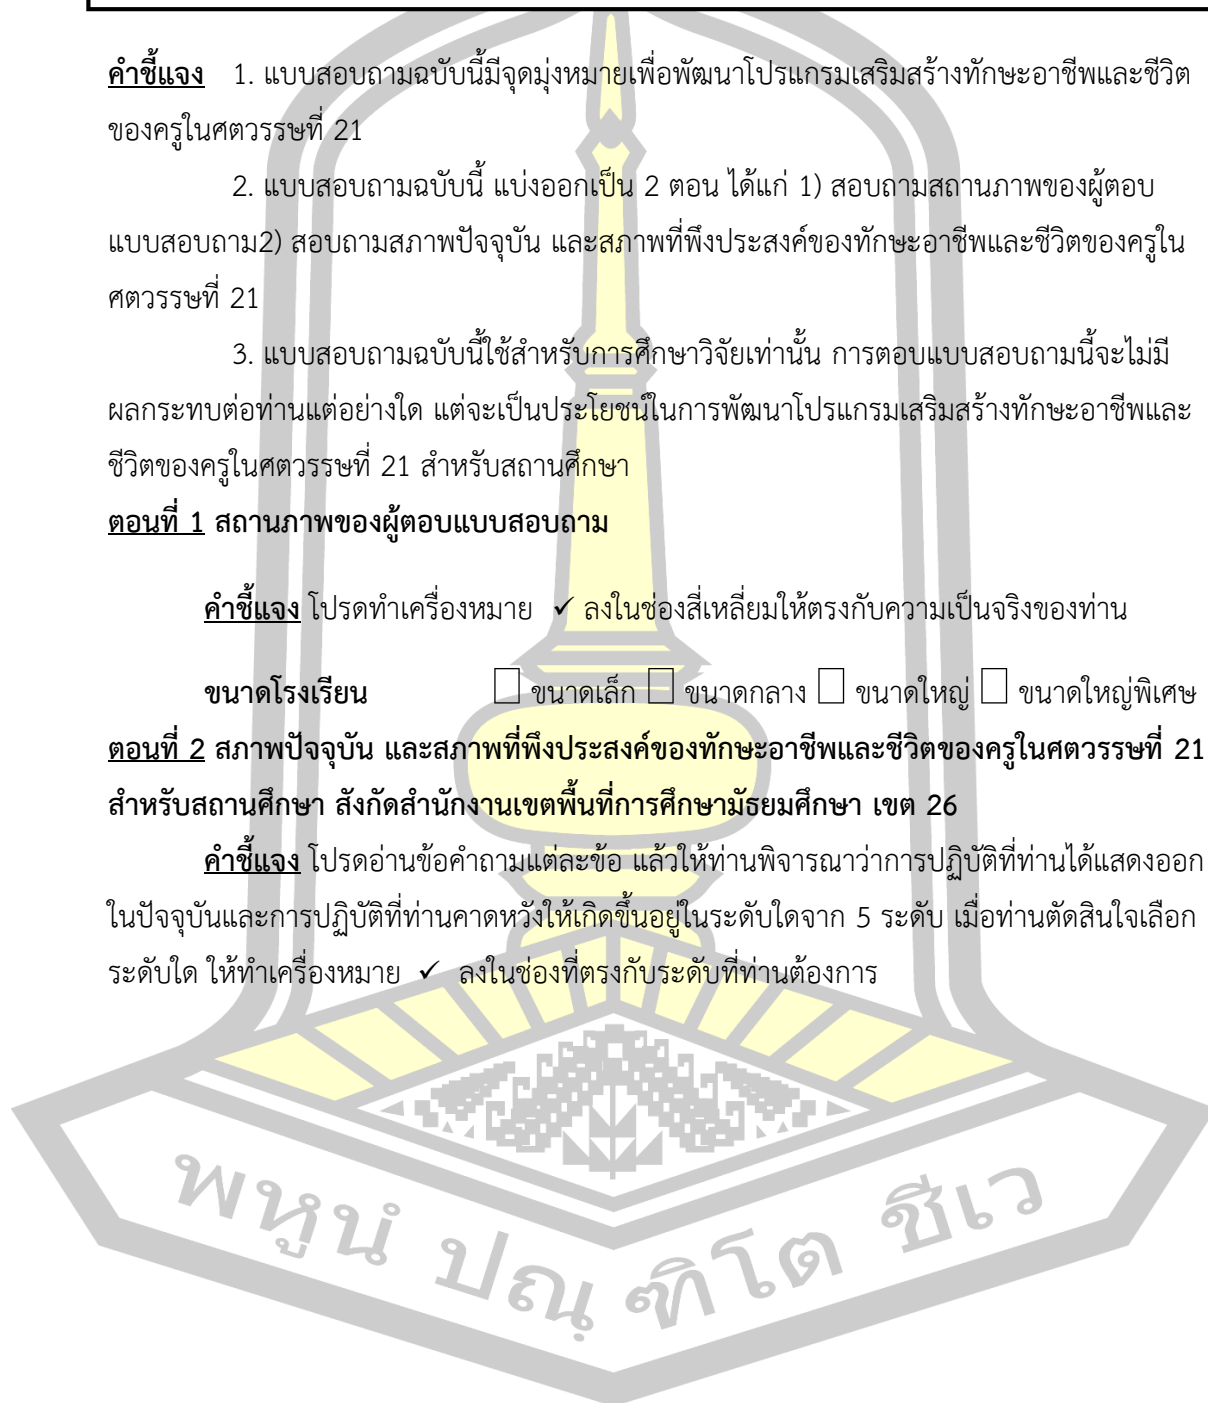 คำชี้แจง 1. แบบสอบถามฉบับนี้มีจุดมุ่งหมายเพื่อพัฒนาโปรแกรมเสริมสร้างทักษะอาชีพและชีวิต
ของครูในศตวรรษที่ 21
2. แบบสอบถามฉบับนี้ แบ่งออกเป็น 2 ตอน ได้แก่ 1) สอบถามสถานภาพของผู้ตอบ
แบบสอบถาม2) สอบถามสภาพปัจจุบัน และสภาพที่พึงประสงค์ของทักษะอาชีพและชีวิตของครูใน
ศตวรรษที่ 21
3. แบบสอบถามฉบับนี้ใช้สำหรับการศึกษาวิจัยเท่านั้น การตอบแบบสอบถามนี้จะไม่มี
ผลกระทบต่อท่านแต่อย่างใด แต่จะเป็นประโยชน์ในการพัฒนาโปรแกรมเสริมสร้างทักษะอาชีพและ
ชีวิตของครูในศตวรรษที่ 21 สำหรับสถานศึกษา
ตอนที่ 1 สถานภาพของผู้ตอบแบบสอบถาม
คำชี้แจง โปรดทำเครื่องหมาย ✓ ลงในช่องสี่เหลี่ยมให้ตรงกับความเป็นจริงของท่าน
ขนาดโรงเรียน □ ขนาดเล็ก □ ขนาดกลาง □ ขนาดใหญ่ □ ขนาดใหญ่พิเศษ
ตอนที่ 2 สภาพปัจจุบัน และสภาพที่พึงประสงค์ของทักษะอาชีพและชีวิตของครูในศตวรรษที่ 21
สำหรับสถานศึกษา สังกัดสำนักงานเขตพื้นที่การศึกษามัธยมศึกษา เขต 26
คำชี้แจง โปรดอ่านข้อคำถามแต่ละข้อ แล้วให้ท่านพิจารณาว่าการปฏิบัติที่ท่านได้แสดงออก
ในปัจจุบันและการปฏิบัติที่ท่านคาดหวังให้เกิดขึ้นอยู่ในระดับใดจาก 5 ระดับ เมื่อท่านตัดสินใจเลือก
ระดับใด ให้ทำเครื่องหมาย ✓ ลงในช่องที่ตรงกับระดับที่ท่านต้องการ
พหูนํ ปณฺฑิโต ชีเว